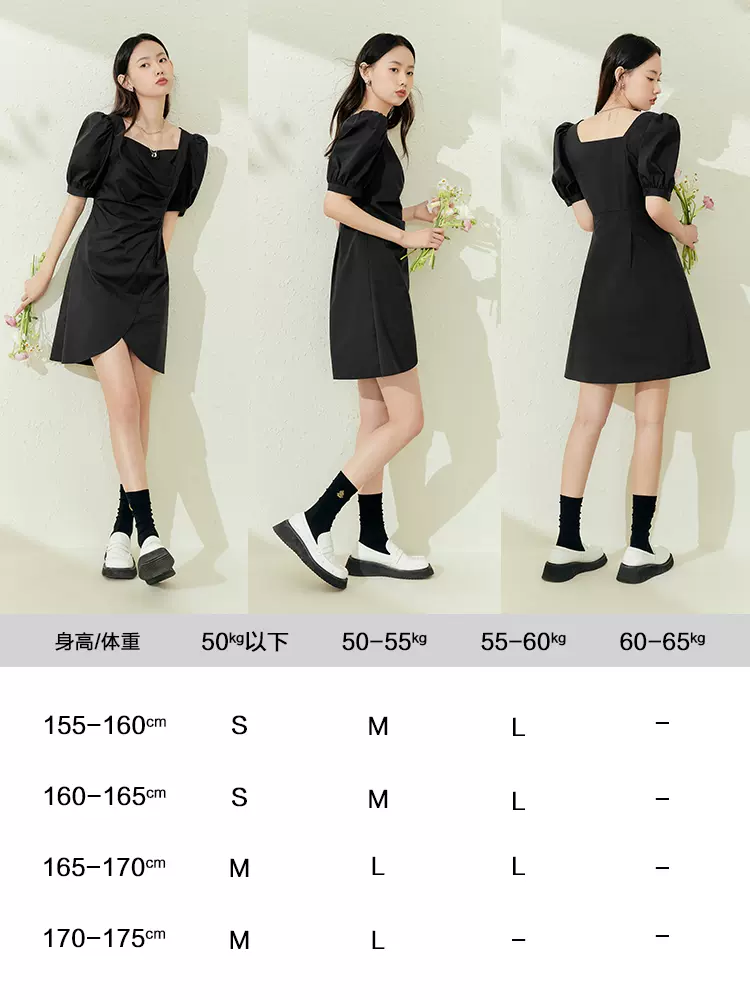 身高/体重 50kg以下 50-55kg 55-60kg 60-65kg
155-160cm S M L -
160-165cm S M L -
165-170cm M L L -
170-175cm M L - -